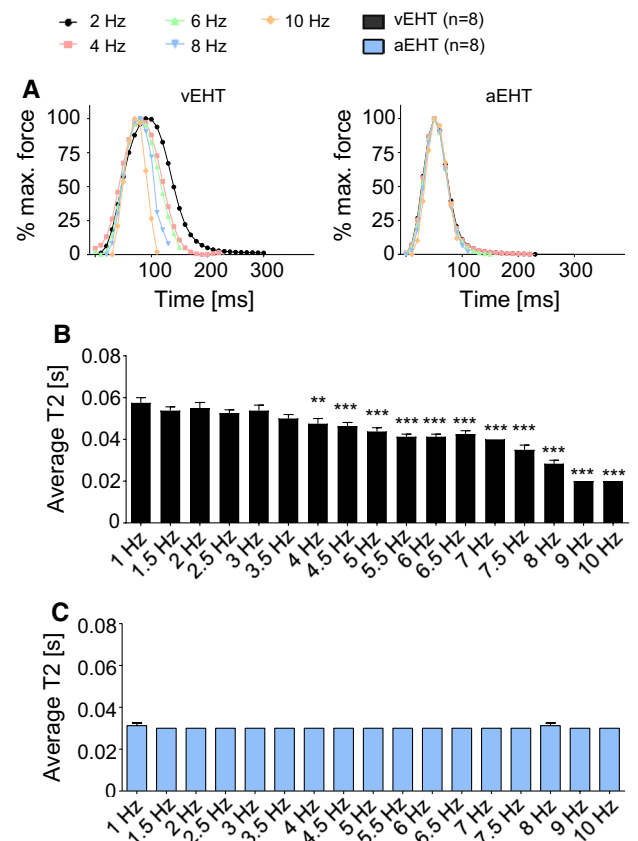 2 Hz 6 Hz 10 Hz vEHT (n=8)
4 Hz 8 Hz aEHT (n=8)
A
vEHT aEHT
% max. force
100
75
50
25
0
100 200 300
Time [ms]
% max. force
100
75
50
25
0
100 200 300
Time [ms]
B
Average T2 [s]
0.08
0.06
0.04
0.02
0
** *** *** *** *** *** *** *** *** *** ***
1 Hz 1.5 Hz 2 Hz 2.5 Hz 3 Hz 3.5 Hz 4 Hz 4.5 Hz 5 Hz 5.5 Hz 6 Hz 6.5 Hz 7 Hz 7.5 Hz 8 Hz 9 Hz 10 Hz
C
Average T2 [s]
0.08
0.06
0.04
0.02
0
1 Hz 1.5 Hz 2 Hz 2.5 Hz 3 Hz 3.5 Hz 4 Hz 4.5 Hz 5 Hz 5.5 Hz 6 Hz 6.5 Hz 7 Hz 7.5 Hz 8 Hz 9 Hz 10 Hz